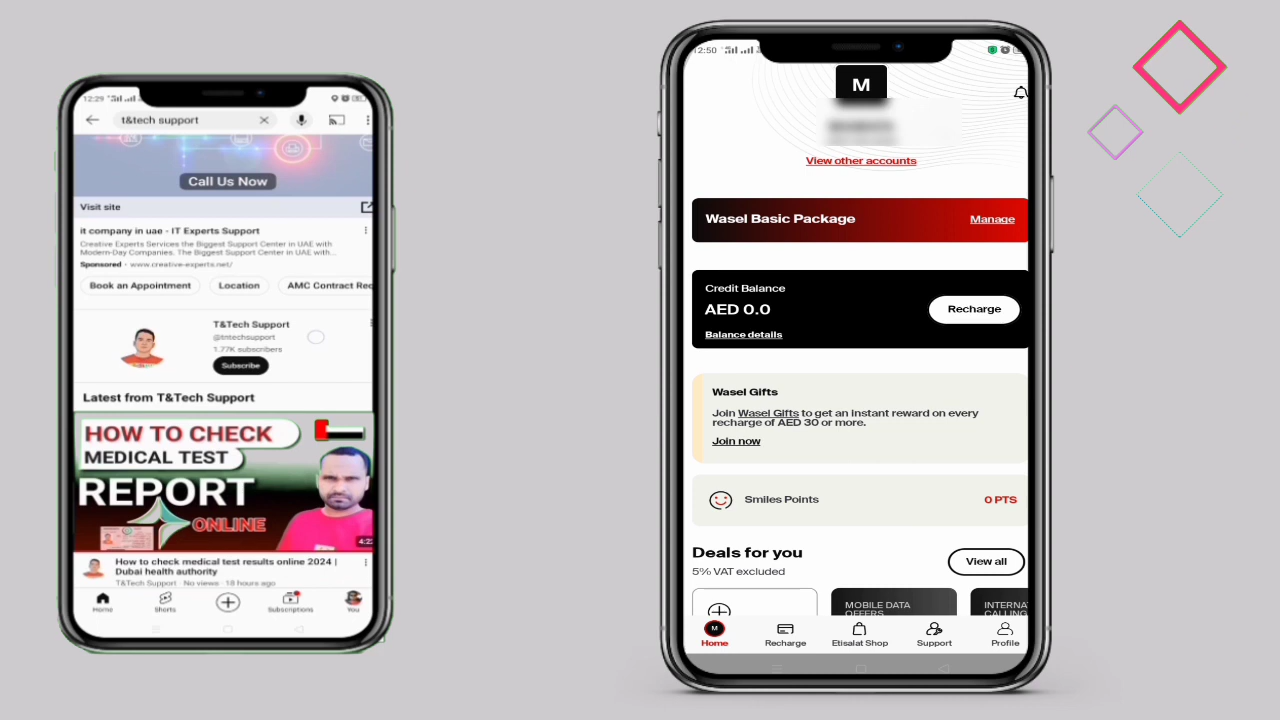 12:29
t&tech support
Call Us Now
Visit site
it company in uae - IT Experts Support
Creative Experts Services the Biggest Support Center in UAE with
Modern-Day Companies. The Biggest Support Center in UAE with...
Sponsored · www.creative-experts.net/
Book an Appointment
Location
AMC Contract Req
T&Tech Support
@tntechsupport
1.77K subscribers
Subscribe
Latest from T&Tech Support
HOW TO CHECK
MEDICAL TEST
REPORT
ONLINE
4:2
How to check medical test results online 2024 |
Dubai health authority
T&Tech Support · No views · 18 hours ago
Home
Shorts
Subscriptions
You
12:50
M
View other accounts
Wasel Basic Package
Manage
Credit Balance
AED 0.0
Recharge
Balance details
Wasel Gifts
Join Wasel Gifts to get an instant reward on every
recharge of AED 30 or more.
Join now
Smiles Points
0 PTS
Deals for you
View all
5% VAT excluded
MOBILE DATA
OFFERS
INTERNA
CALLING
M
Home
Recharge
Etisalat Shop
Support
Profile